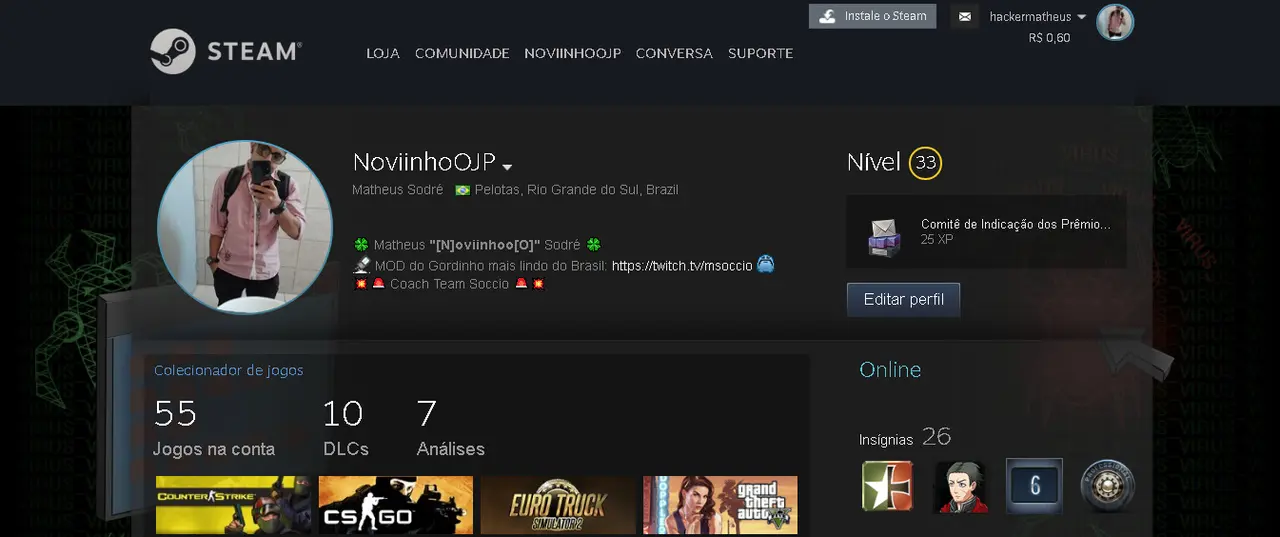 Instale o Steam
hackermatheus
R$ 0,60
STEAM®
LOJA COMUNIDADE NOVIINHOOJP CONVERSA SUPORTE
NoviinhoOJP
Matheus Sodré Pelotas, Rio Grande do Sul, Brazil
🍀 Matheus "[N]oviinhoo[O]" Sodré 🍀
MOD do Gordinho mais lindo do Brasil: https://twitch.tv/msoccio
Coach Team Soccio
Nível 33
Comitê de Indicação dos Prêmio...
25 XP
Editar perfil
Colecionador de jogos
55 10 7
Jogos na conta DLCs Análises
COUNTER-STRIKE
CS:GO
EURO TRUCK
SIMULATOR 2
grand
theft
auto
V
Online
Insígnias 26
6
PROFESSIONAL
VIRUS